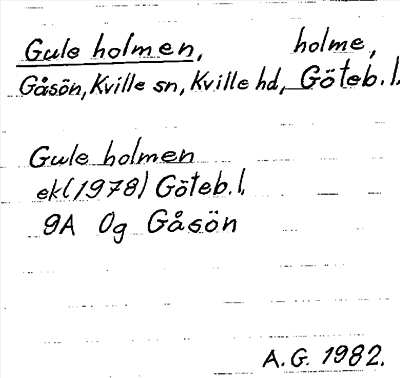 Gule holmen, holme,
Gåsön, Kville sn, Kville hd, Göteb. l.
Gule holmen
ek (1978) Göteb. l.
9A 0g Gåsön
A.G. 1982.